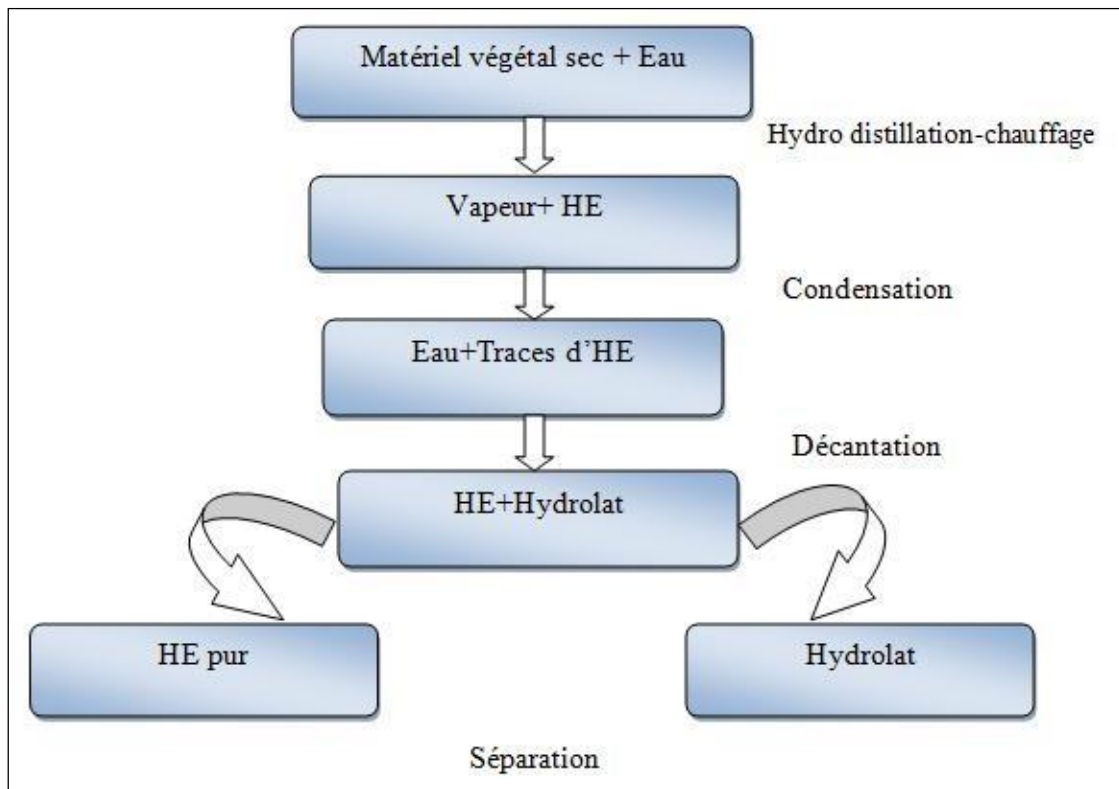 Matériel végétal sec + Eau
Hydro distillation-chauffage
Vapeur+ HE
Condensation
Eau+Traces d’HE
Décantation
HE+Hydrolat
HE pur
Hydrolat
Séparation